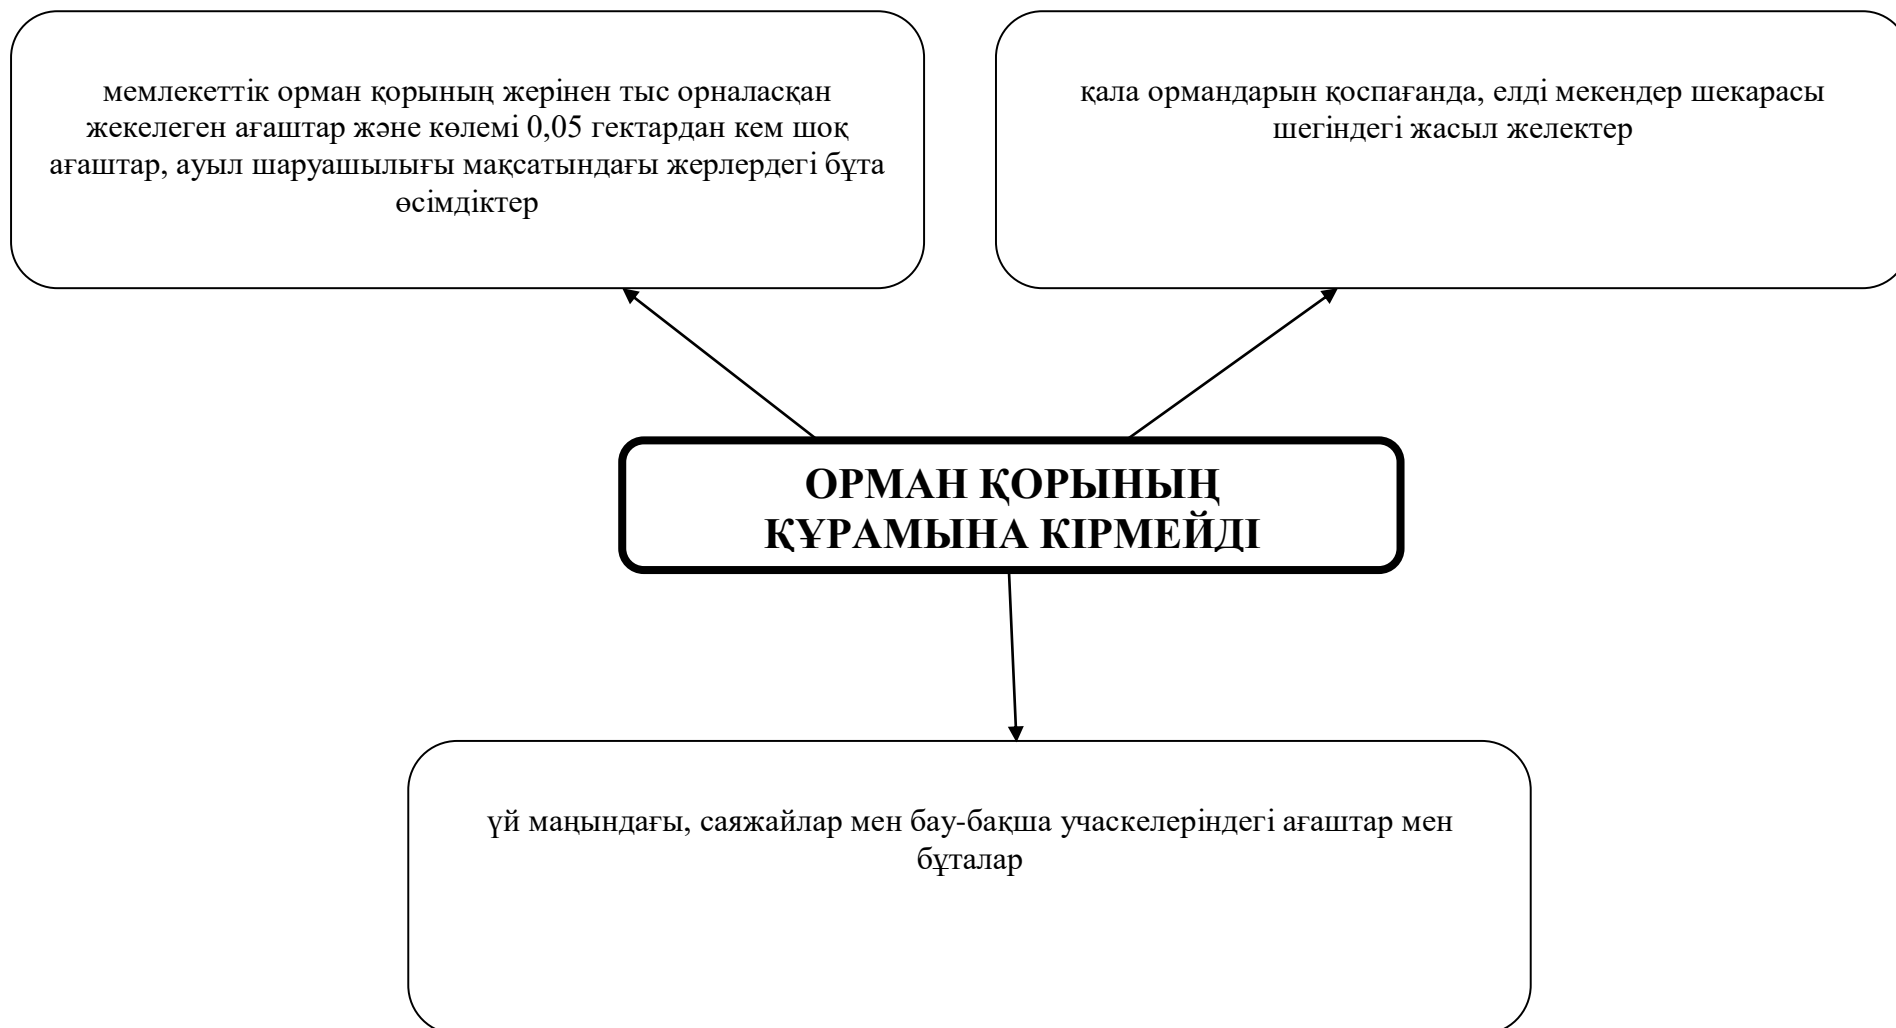 мемлекеттік орман қорының жерінен тыс орналасқан
жекелеген ағаштар және көлемі 0,05 гектардан кем шоқ
ағаштар, ауыл шаруашылығы мақсатындағы жерлердегі бұта
өсімдіктер
қала ормандарын қоспағанда, елді мекендер шекарасы
шегіндегі жасыл желектер
ОРМАН ҚОРЫНЫҢ
ҚҰРАМЫНА КІРМЕЙДІ
үй маңындағы, саяжайлар мен бау-бақша учаскелеріндегі ағаштар мен
бұталар